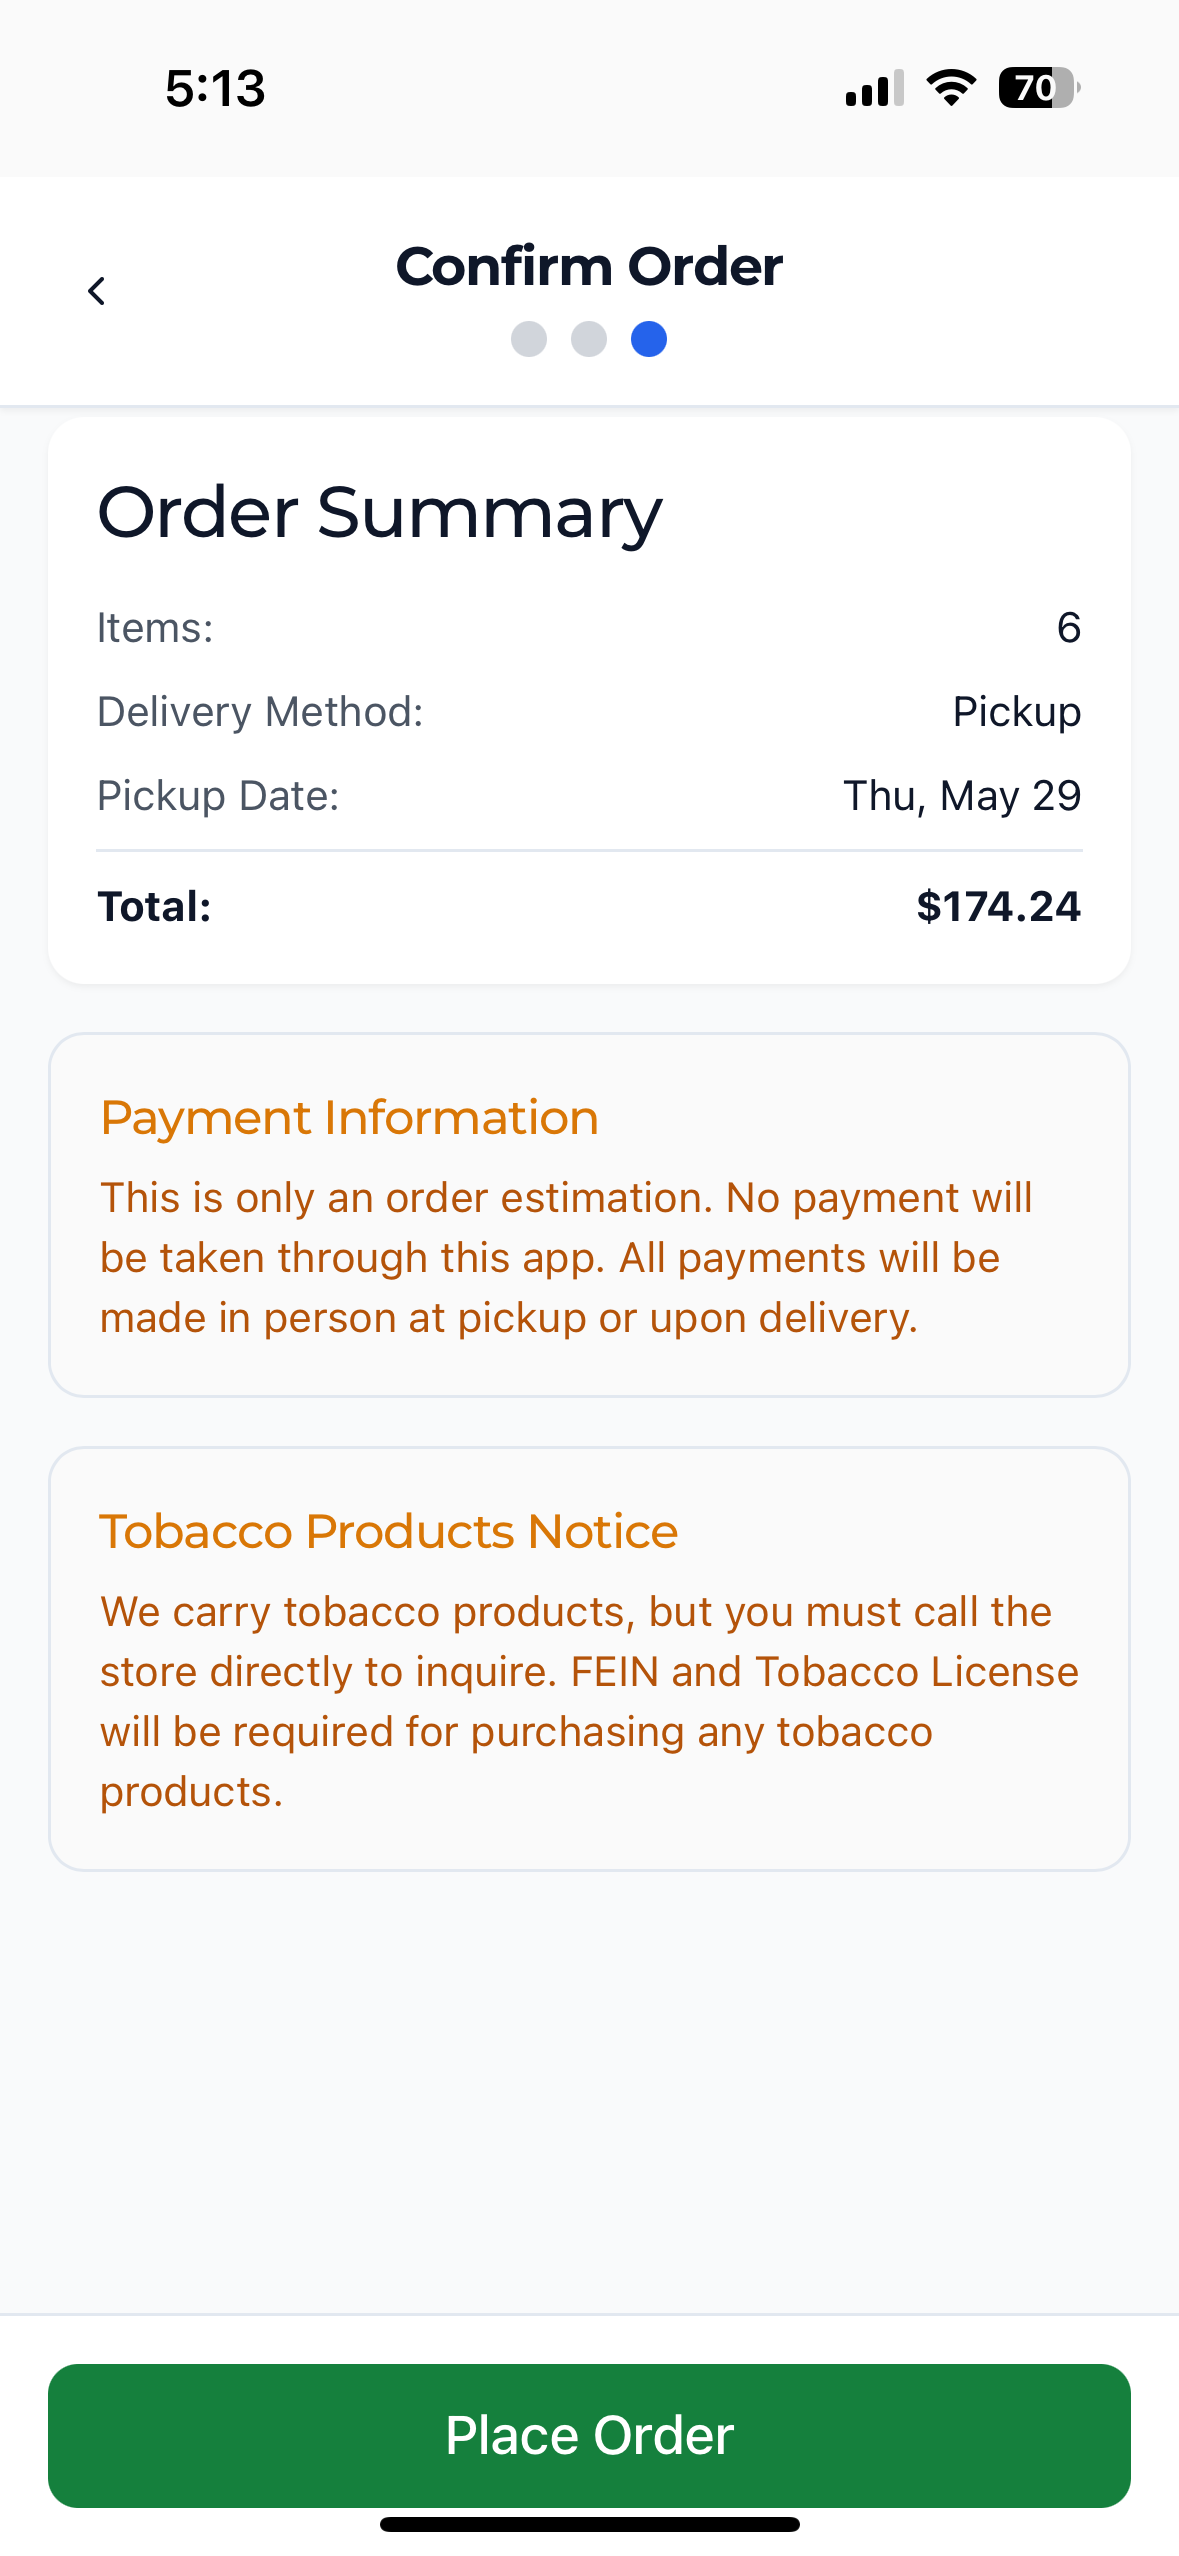 5:13
70
Confirm Order
Order Summary
Items: 6
Delivery Method: Pickup
Pickup Date: Thu, May 29
Total: $174.24
Payment Information
This is only an order estimation. No payment will
be taken through this app. All payments will be
made in person at pickup or upon delivery.
Tobacco Products Notice
We carry tobacco products, but you must call the
store directly to inquire. FEIN and Tobacco License
will be required for purchasing any tobacco
products.
Place Order